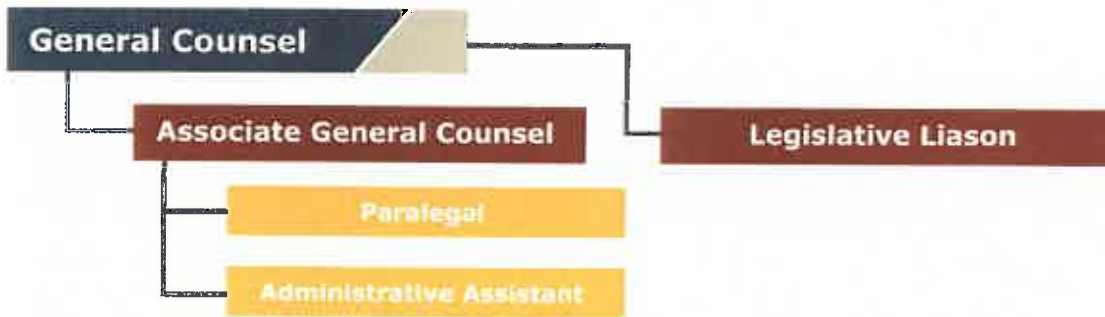 General Counsel
Associate General Counsel
Legislative Liason
Paralegal
Administrative Assistant